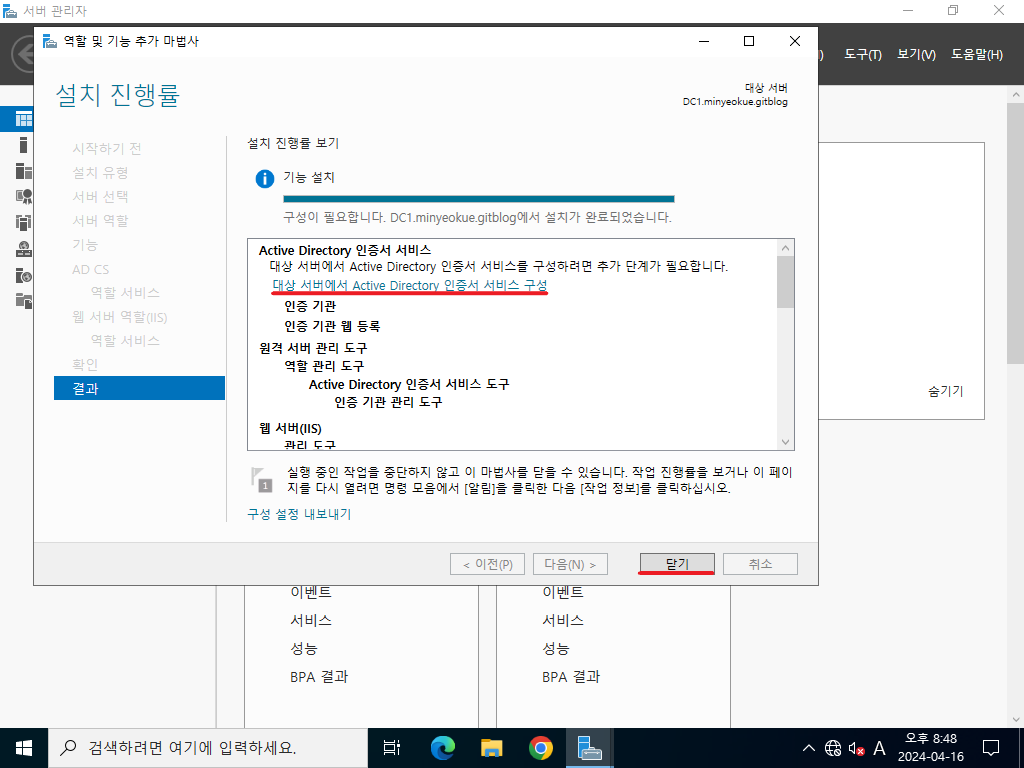 서버 관리자
역할 및 기능 추가 마법사
도구(T) 보기(V) 도움말(H)
설치 진행률
대상 서버
DC1.minyeokue.gitblog
시작하기 전
설치 유형
서버 선택
서버 역할
기능
AD CS
역할 서비스
웹 서버 역할(IIS)
역할 서비스
확인
결과
설치 진행률 보기
기능 설치
구성이 필요합니다. DC1.minyeokue.gitblog에서 설치가 완료되었습니다.
Active Directory 인증서 서비스
대상 서버에서 Active Directory 인증서 서비스를 구성하려면 추가 단계가 필요합니다.
대상 서버에서 Active Directory 인증서 서비스 구성
인증 기관
인증 기관 웹 등록
원격 서버 관리 도구
역할 관리 도구
Active Directory 인증서 서비스 도구
인증 기관 관리 도구
웹 서버(IIS)
관리 도구
1
실행 중인 작업을 중단하지 않고 이 마법사를 닫을 수 있습니다. 작업 진행률을 보거나 이 페이
지를 다시 열려면 명령 모음에서 [알림]을 클릭한 다음 [작업 정보]를 클릭하십시오.
구성 설정 내보내기
< 이전(P) 다음(N) > 닫기 취소
숨기기
이벤트 이벤트
서비스 서비스
성능 성능
BPA 결과 BPA 결과
검색하려면 여기에 입력하세요.
A
오후 8:48
2024-04-16